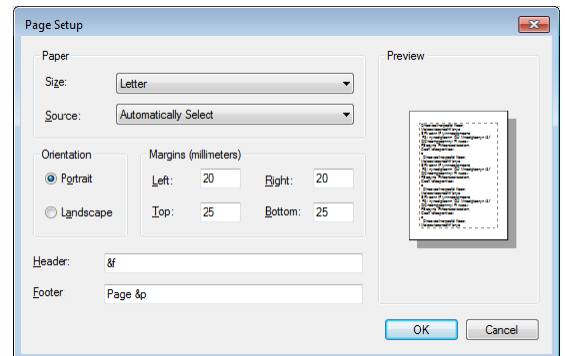 Page Setup
Paper
Size: Letter
Source: Automatically Select
Orientation
Portrait
Landscape
Margins (millimeters)
Left: 20 Right: 20
Top: 25 Bottom: 25
Header: &f
Footer Page &p
Preview
OK Cancel